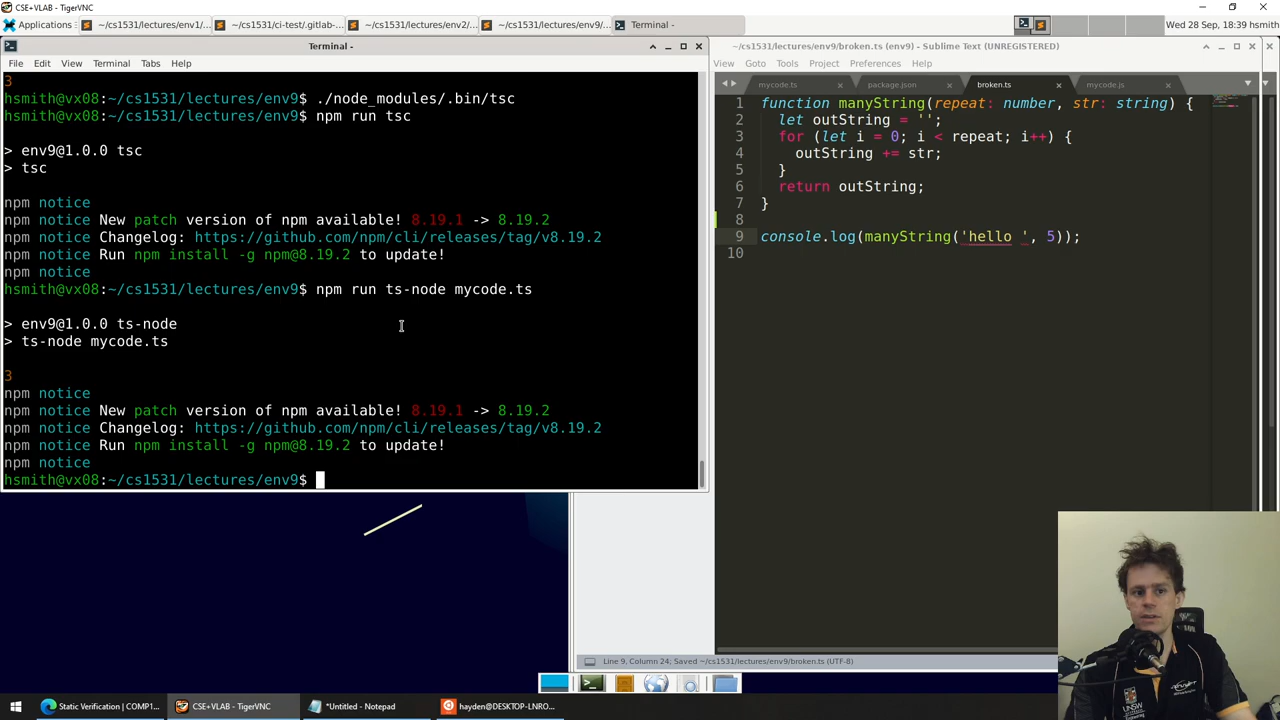 CSE+VLAB - TigerVNC
Applications
~/cs1531/lectures/env1/...
~/cs1531/ci-test/.gitlab-...
~/cs1531/lectures/env2/...
~/cs1531/lectures/env9/...
Terminal -
Wed 28 Sep, 18:39 hsmith
Terminal -
File Edit View Terminal Tabs Help
3
hsmith@vx08:~/cs1531/lectures/env9$ ./node_modules/.bin/tsc
hsmith@vx08:~/cs1531/lectures/env9$ npm run tsc
> env9@1.0.0 tsc
> tsc
npm notice
npm notice New patch version of npm available! 8.19.1 -> 8.19.2
npm notice Changelog: https://github.com/npm/cli/releases/tag/v8.19.2
npm notice Run npm install -g npm@8.19.2 to update!
npm notice
hsmith@vx08:~/cs1531/lectures/env9$ npm run ts-node mycode.ts
> env9@1.0.0 ts-node
> ts-node mycode.ts
3
npm notice
npm notice New patch version of npm available! 8.19.1 -> 8.19.2
npm notice Changelog: https://github.com/npm/cli/releases/tag/v8.19.2
npm notice Run npm install -g npm@8.19.2 to update!
npm notice
hsmith@vx08:~/cs1531/lectures/env9$
~/cs1531/lectures/env9/broken.ts (env9) - Sublime Text (UNREGISTERED)
View Goto Tools Project Preferences Help
mycode.ts package.json broken.ts mycode.js
1 function manyString(repeat: number, str: string) {
2 let outString = '';
3 for (let i = 0; i < repeat; i++) {
4 outString += str;
5 }
6 return outString;
7 }
8
9 console.log(manyString('hello ', 5));
10
Line 9, Column 24; Saved ~/cs1531/lectures/env9/broken.ts (UTF-8)
UNSW
Static Verification | COMP1...
CSE+VLAB - TigerVNC
*Untitled - Notepad
hayden@DESKTOP-LNRO...